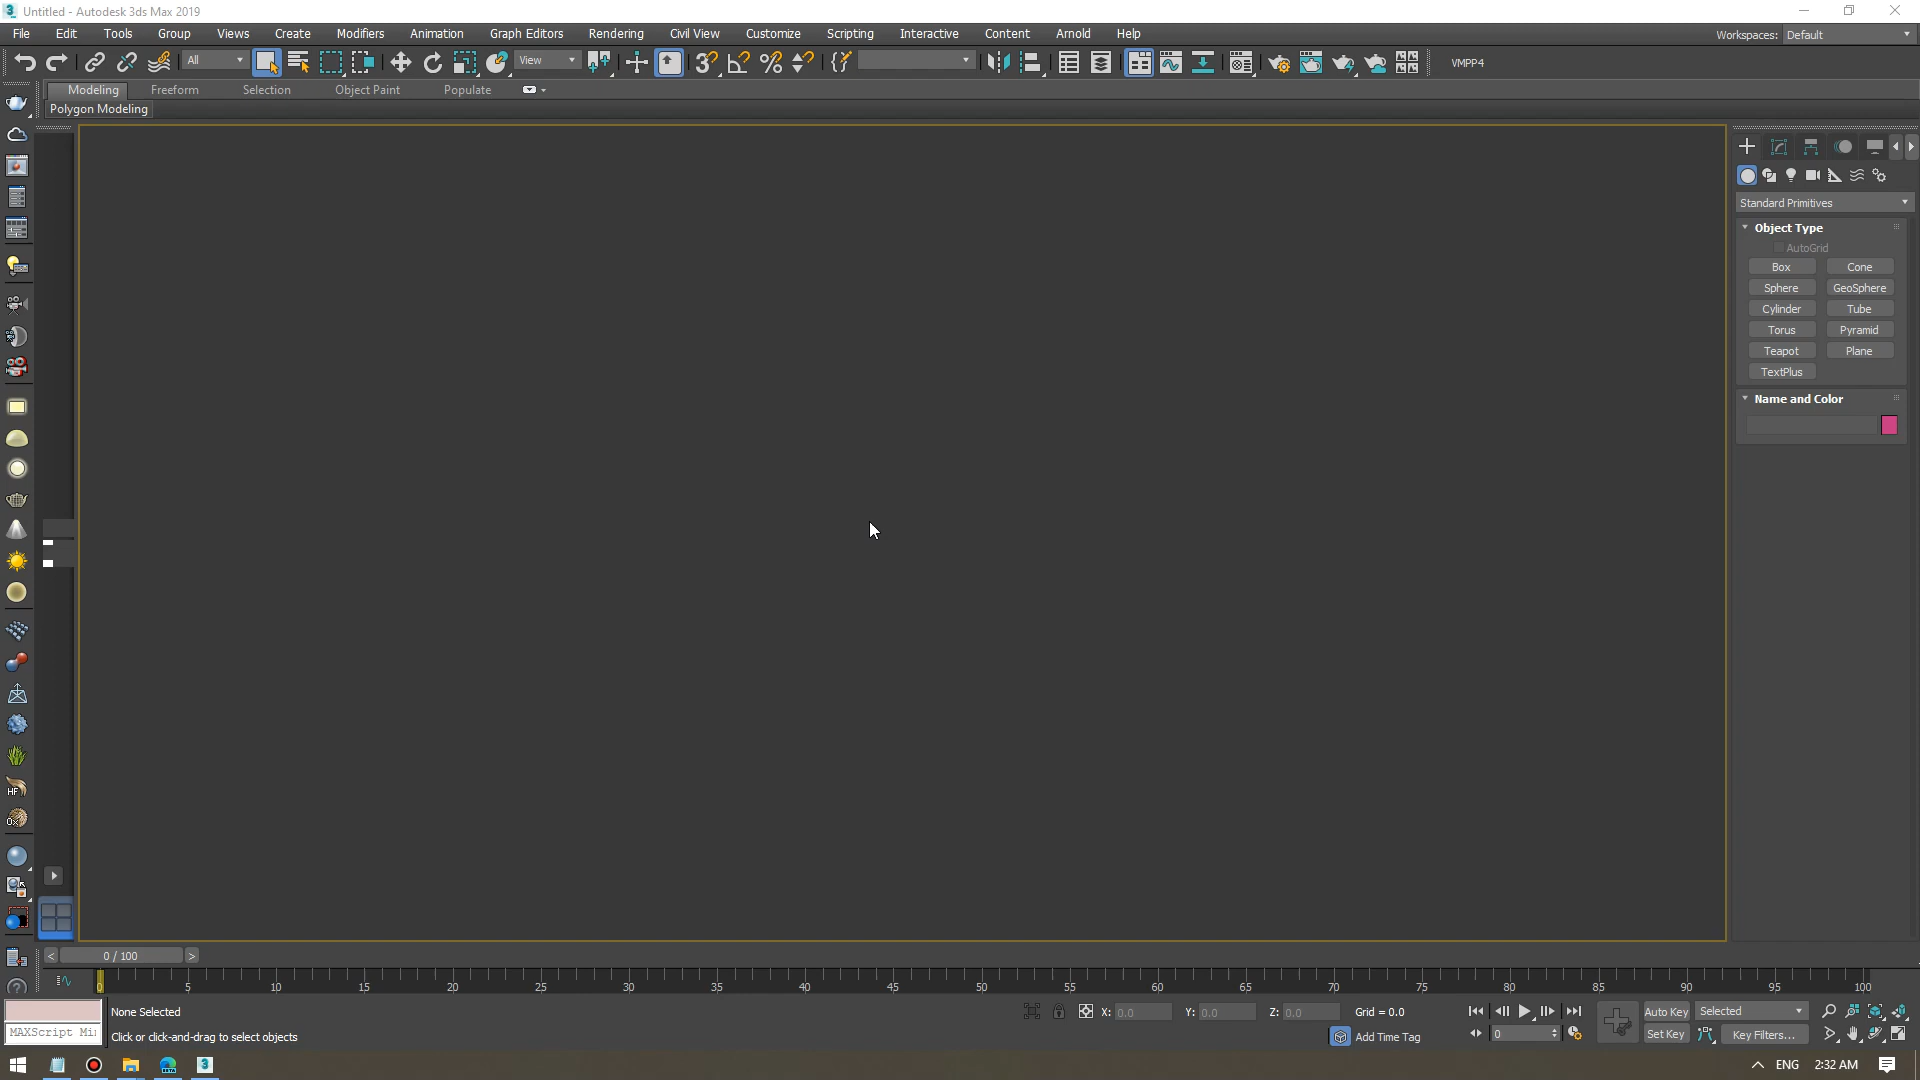 Untitled - Autodesk 3ds Max 2019
File Edit Tools Group Views Create Modifiers Animation Graph Editors Rendering Civil View Customize Scripting Interactive Content Arnold Help
Workspaces: Default
All
View
VMPP4
Modeling Freeform Selection Object Paint Populate
Polygon Modeling
Standard Primitives
Object Type
AutoGrid
Box Cone
Sphere GeoSphere
Cylinder Tube
Torus Pyramid
Teapot Plane
TextPlus
Name and Color
HF
0 / 100
0 5 10 15 20 25 30 35 40 45 50 55 60 65 70 75 80 85 90 95 100
None Selected
X: 0.0 Y: 0.0 Z: 0.0 Grid = 0.0
Auto Key Selected
MAXScript Mi
Click or click-and-drag to select objects
Add Time Tag
0
Set Key Key Filters...
ENG 2:32 AM